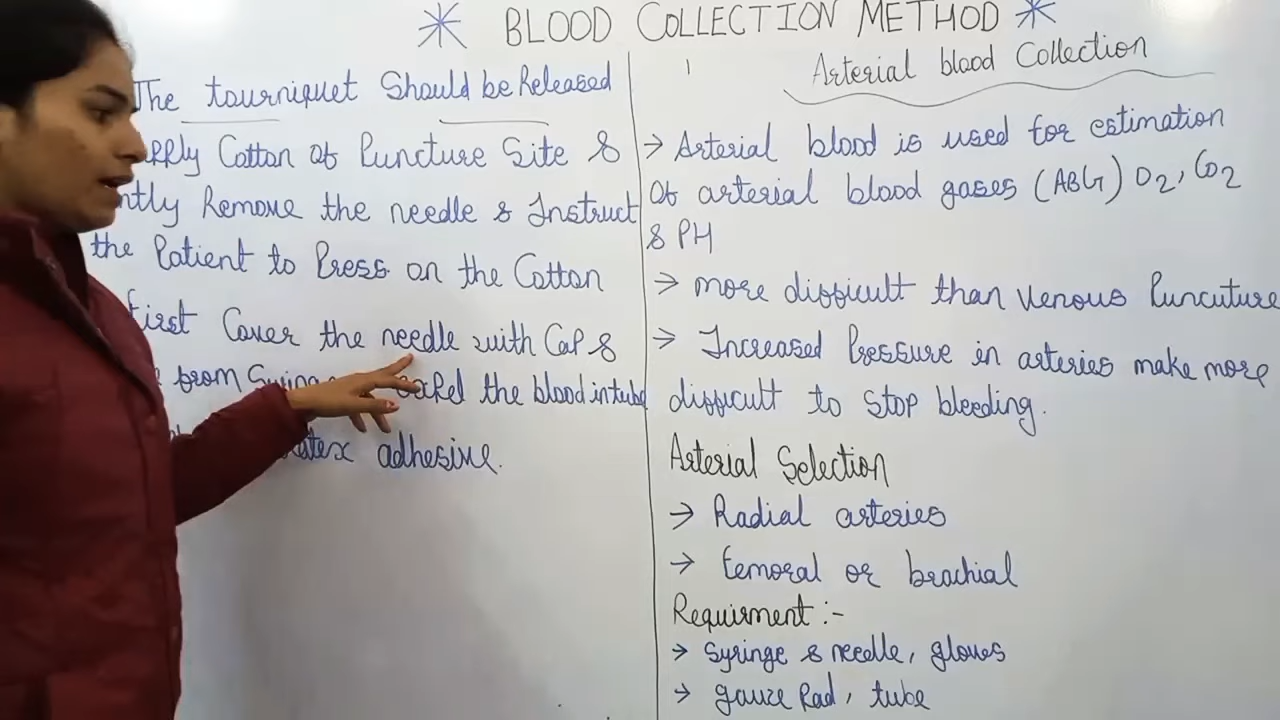 BLOOD COLLECTION METHOD
The tourniquet Should be Released
Cotton of Puncture Site &
Remove the needle & Instruct
the Patient to Press on the Cotton
first Cover the needle with CaP &
from the blood in tube
adhesive.
Arterial blood Collection
→ Arterial blood is used for estimation
Of arterial blood gases (ABG) O2, CO2
& PH
→ more difficult than Venous Puncuture
→ Increased Pressure in arteries make more
difficult to Stop bleeding.
Arterial Selection
→ Radial arteries
→ femoral or brachial
Requirment :-
→ Syringe & needle, gloves
→ gauze Pad, tube